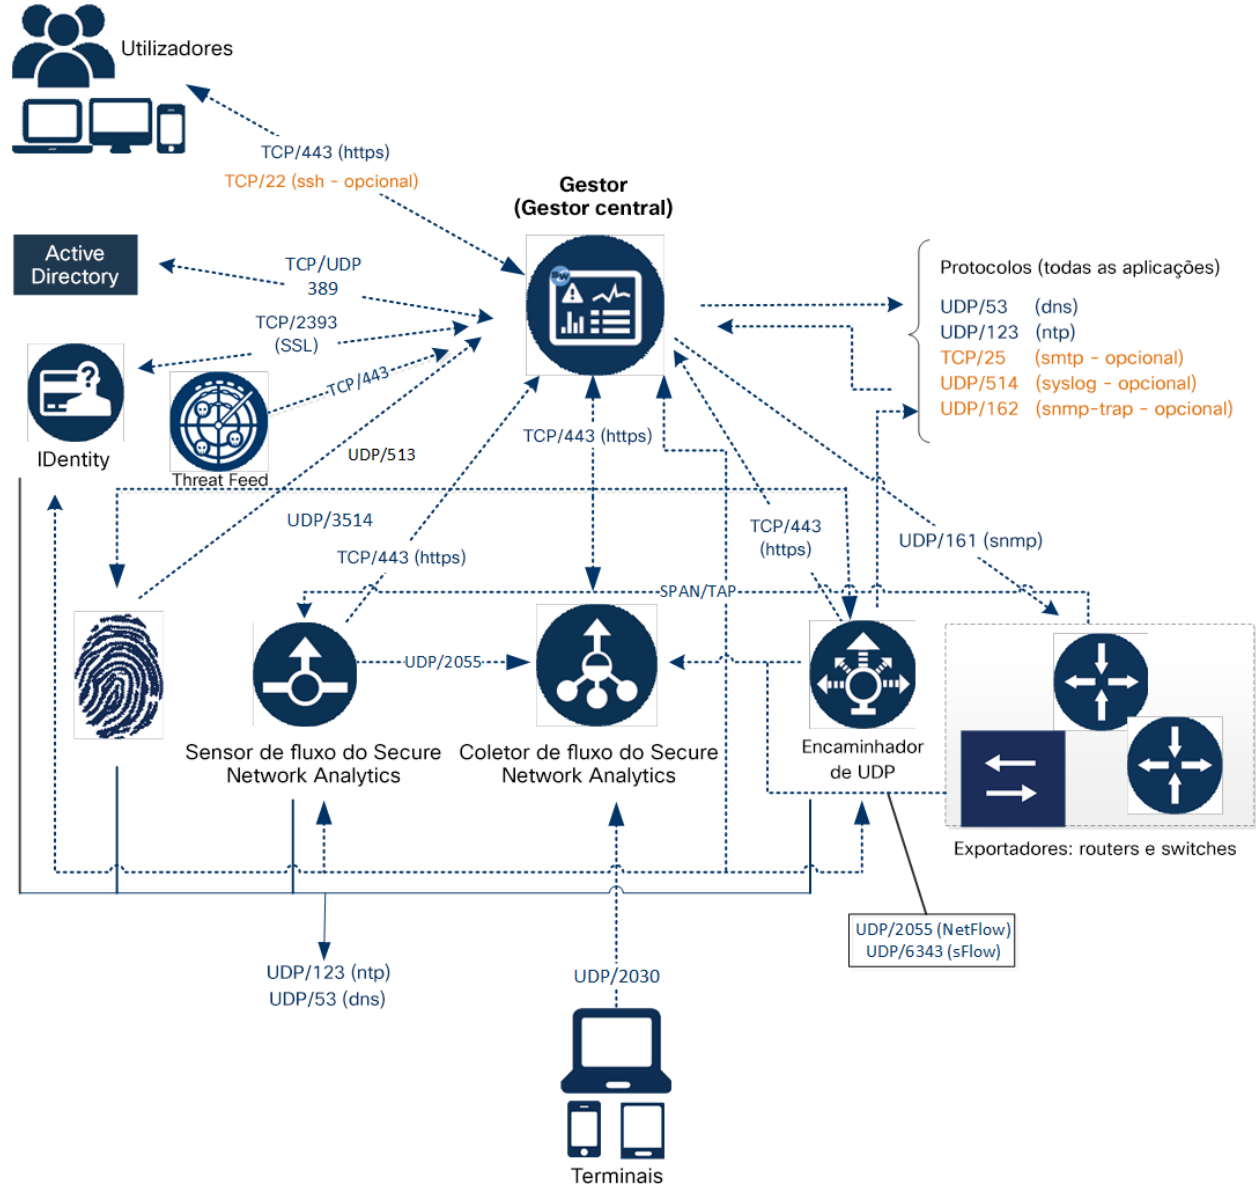 Utilizadores
TCP/443 (https)
TCP/22 (ssh - opcional)
Gestor
(Gestor central)
SW
Active
Directory
TCP/UDP
389
TCP/2393
(SSL)
TCP/443
IDentity
Threat Feed
UDP/513
UDP/3514
TCP/443 (https)
TCP/443 (https)
TCP/443
(https)
UDP/161 (snmp)
Protocolos (todas as aplicações)
UDP/53 (dns)
UDP/123 (ntp)
TCP/25 (smtp - opcional)
UDP/514 (syslog - opcional)
UDP/162 (snmp-trap - opcional)
SPAN/TAP
UDP/2055
Sensor de fluxo do Secure
Network Analytics
Coletor de fluxo do Secure
Network Analytics
Encaminhador
de UDP
Exportadores: routers e switches
UDP/2055 (NetFlow)
UDP/6343 (sFlow)
UDP/123 (ntp)
UDP/53 (dns)
UDP/2030
Terminais